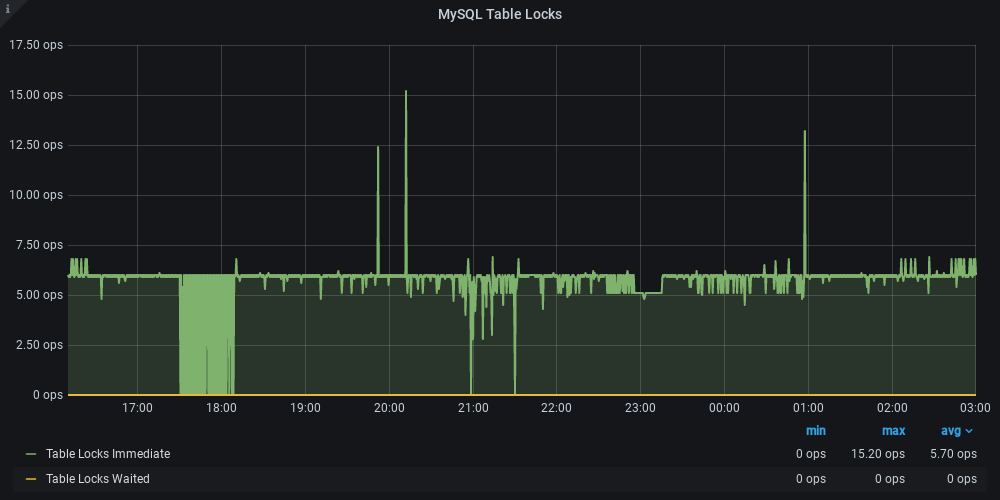 i
MySQL Table Locks
17.50 ops
15.00 ops
12.50 ops
10.00 ops
7.50 ops
5.00 ops
2.50 ops
0 ops
17:00 18:00 19:00 20:00 21:00 22:00 23:00 00:00 01:00 02:00 03:00
min max avg
Table Locks Immediate 0 ops 15.20 ops 5.70 ops
Table Locks Waited 0 ops 0 ops 0 ops